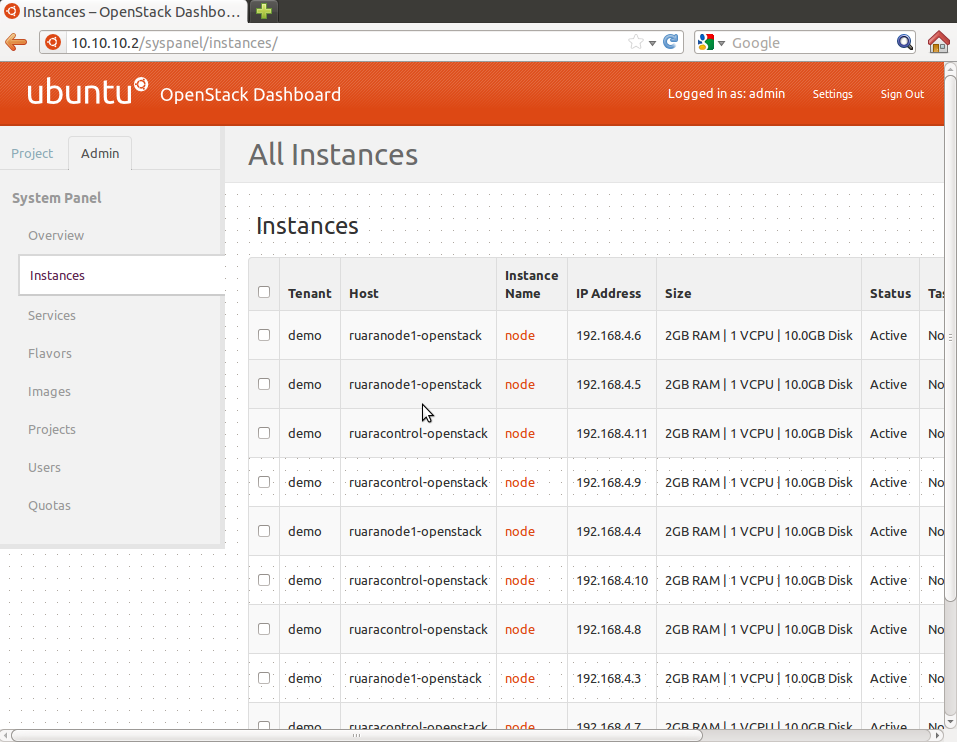 Instances – OpenStack Dashbo...
10.10.10.2/syspanel/instances/
Google
ubuntu OpenStack Dashboard
Logged in as: admin Settings Sign Out
Project Admin
System Panel
Overview
Instances
Services
Flavors
Images
Projects
Users
Quotas
All Instances
Instances
Tenant Host Instance Name IP Address Size Status Tas
demo ruaranode1-openstack node 192.168.4.6 2GB RAM | 1 VCPU | 10.0GB Disk Active No
demo ruaranode1-openstack node 192.168.4.5 2GB RAM | 1 VCPU | 10.0GB Disk Active No
demo ruaracontrol-openstack node 192.168.4.11 2GB RAM | 1 VCPU | 10.0GB Disk Active No
demo ruaracontrol-openstack node 192.168.4.9 2GB RAM | 1 VCPU | 10.0GB Disk Active No
demo ruaranode1-openstack node 192.168.4.4 2GB RAM | 1 VCPU | 10.0GB Disk Active No
demo ruaracontrol-openstack node 192.168.4.10 2GB RAM | 1 VCPU | 10.0GB Disk Active No
demo ruaracontrol-openstack node 192.168.4.8 2GB RAM | 1 VCPU | 10.0GB Disk Active No
demo ruaranode1-openstack node 192.168.4.3 2GB RAM | 1 VCPU | 10.0GB Disk Active No
demo ruaracontrol-openstack node 192.168.4.7 2GB RAM | 1 VCPU | 10.0GB Disk Active No